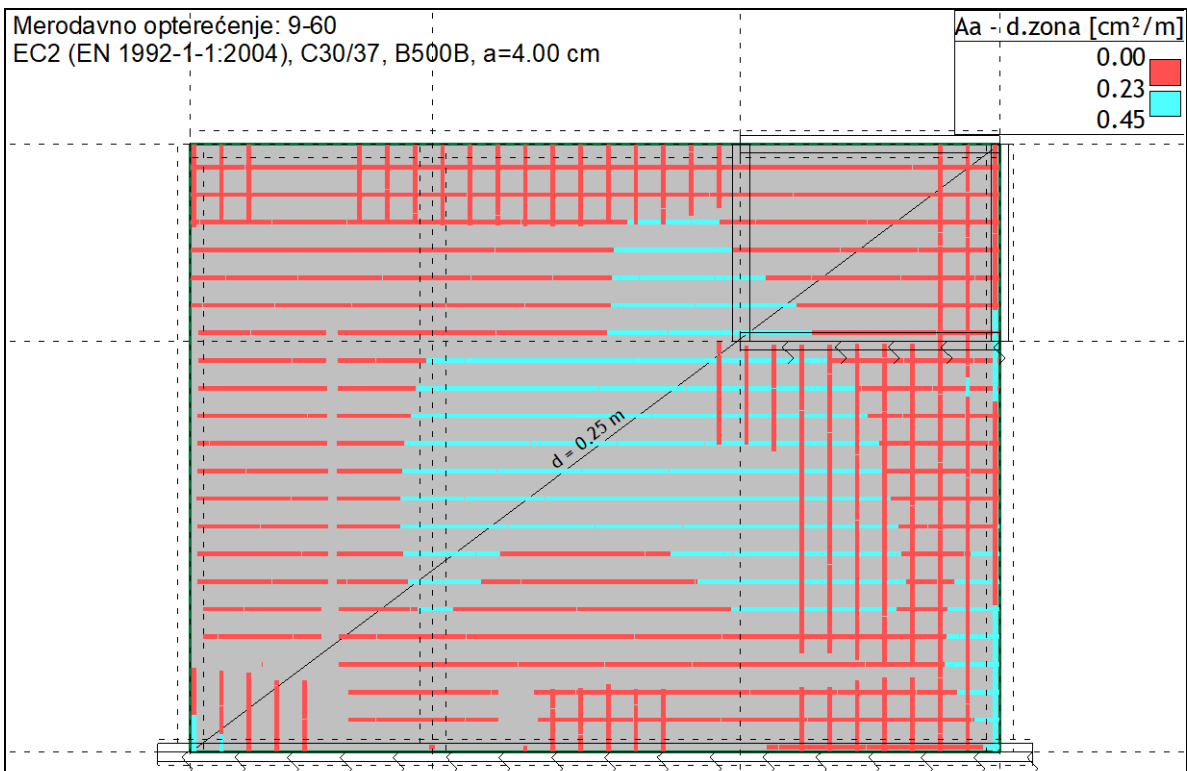 Merodavno opterećenje: 9-60
EC2 (EN 1992-1-1:2004), C30/37, B500B, a=4.00 cm
Aa - d.zona [cm²/m]
0.00
0.23
0.45
d = 0.25 m